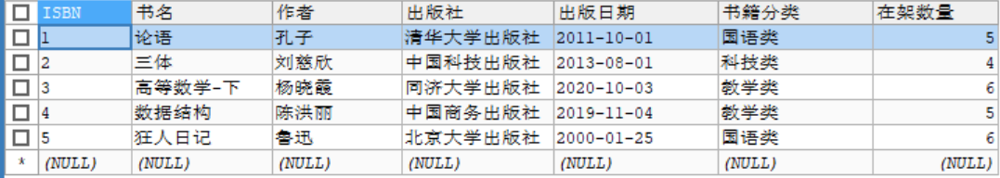 ISBN 书名 作者 出版社 出版日期 书籍分类 在架数量
1 论语 孔子 清华大学出版社 2011-10-01 国语类 5
2 三体 刘慈欣 中国科技出版社 2013-08-01 科技类 4
3 高等数学-下 杨晓霞 同济大学出版社 2020-10-03 教学类 6
4 数据结构 陈洪丽 中国商务出版社 2019-11-04 教学类 5
5 狂人日记 鲁迅 北京大学出版社 2000-01-25 国语类 6
* (NULL) (NULL) (NULL) (NULL) (NULL) (NULL) (NULL)